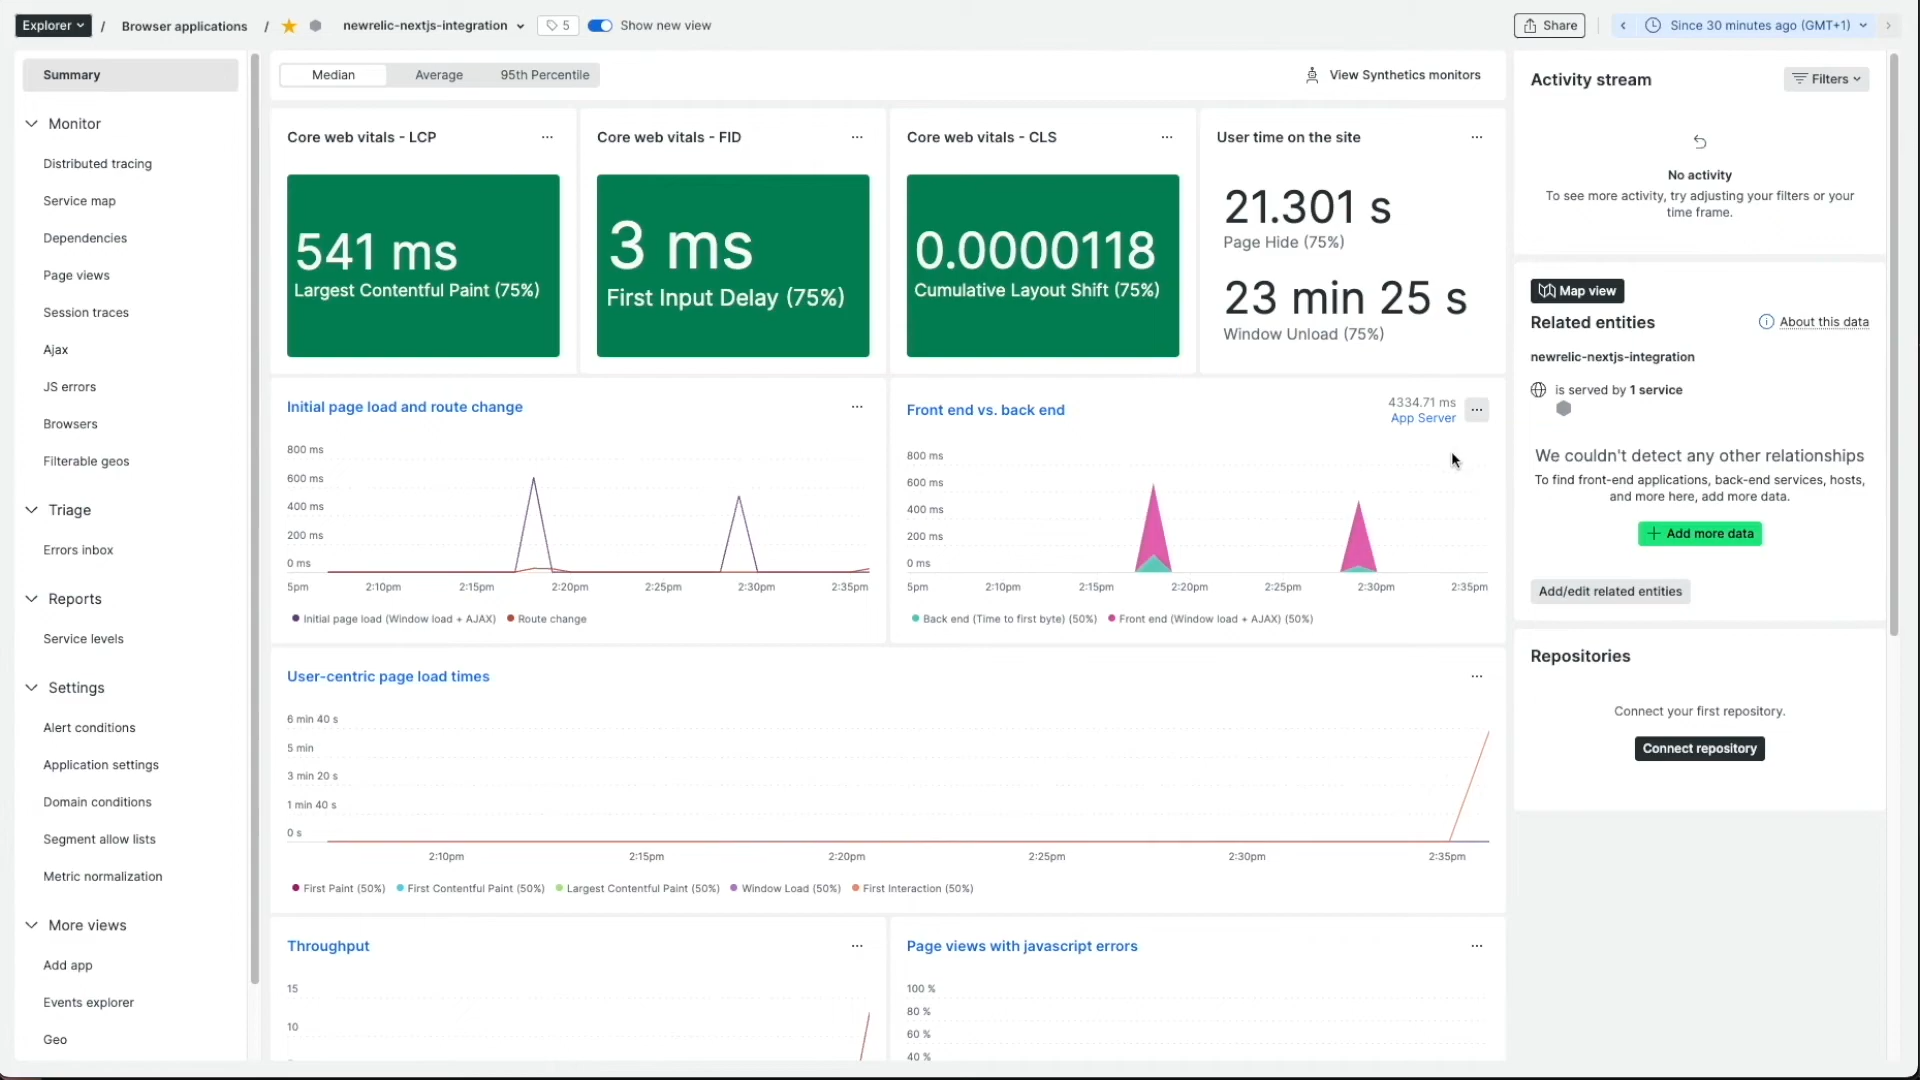 Explorer / Browser applications / newrelic-nextjs-integration 5 Show new view Share Since 30 minutes ago (GMT+1)
Summary
Monitor
Distributed tracing
Service map
Dependencies
Page views
Session traces
Ajax
JS errors
Browsers
Filterable geos
Triage
Errors inbox
Reports
Service levels
Settings
Alert conditions
Application settings
Domain conditions
Segment allow lists
Metric normalization
More views
Add app
Events explorer
Geo
Median Average 95th Percentile
View Synthetics monitors
Core web vitals - LCP
541 ms
Largest Contentful Paint (75%)
Core web vitals - FID
3 ms
First Input Delay (75%)
Core web vitals - CLS
0.0000118
Cumulative Layout Shift (75%)
User time on the site
21.301 s
Page Hide (75%)
23 min 25 s
Window Unload (75%)
Initial page load and route change
800 ms
600 ms
400 ms
200 ms
0 ms
5pm 2:10pm 2:15pm 2:20pm 2:25pm 2:30pm 2:35pm
Initial page load (Window load + AJAX) Route change
Front end vs. back end
4334.71 ms
App Server
800 ms
600 ms
400 ms
200 ms
0 ms
5pm 2:10pm 2:15pm 2:20pm 2:25pm 2:30pm 2:35pm
Back end (Time to first byte) (50%) Front end (Window load + AJAX) (50%)
User-centric page load times
6 min 40 s
5 min
3 min 20 s
1 min 40 s
0 s
2:10pm 2:15pm 2:20pm 2:25pm 2:30pm 2:35pm
First Paint (50%) First Contentful Paint (50%) Largest Contentful Paint (50%) Window Load (50%) First Interaction (50%)
Throughput
15
10
Page views with javascript errors
100 %
80 %
60 %
40 %
Activity stream
Filters
No activity
To see more activity, try adjusting your filters or your
time frame.
Map view
Related entities
About this data
newrelic-nextjs-integration
is served by 1 service
We couldn't detect any other relationships
To find front-end applications, back-end services, hosts,
and more here, add more data.
Add more data
Add/edit related entities
Repositories
Connect your first repository.
Connect repository